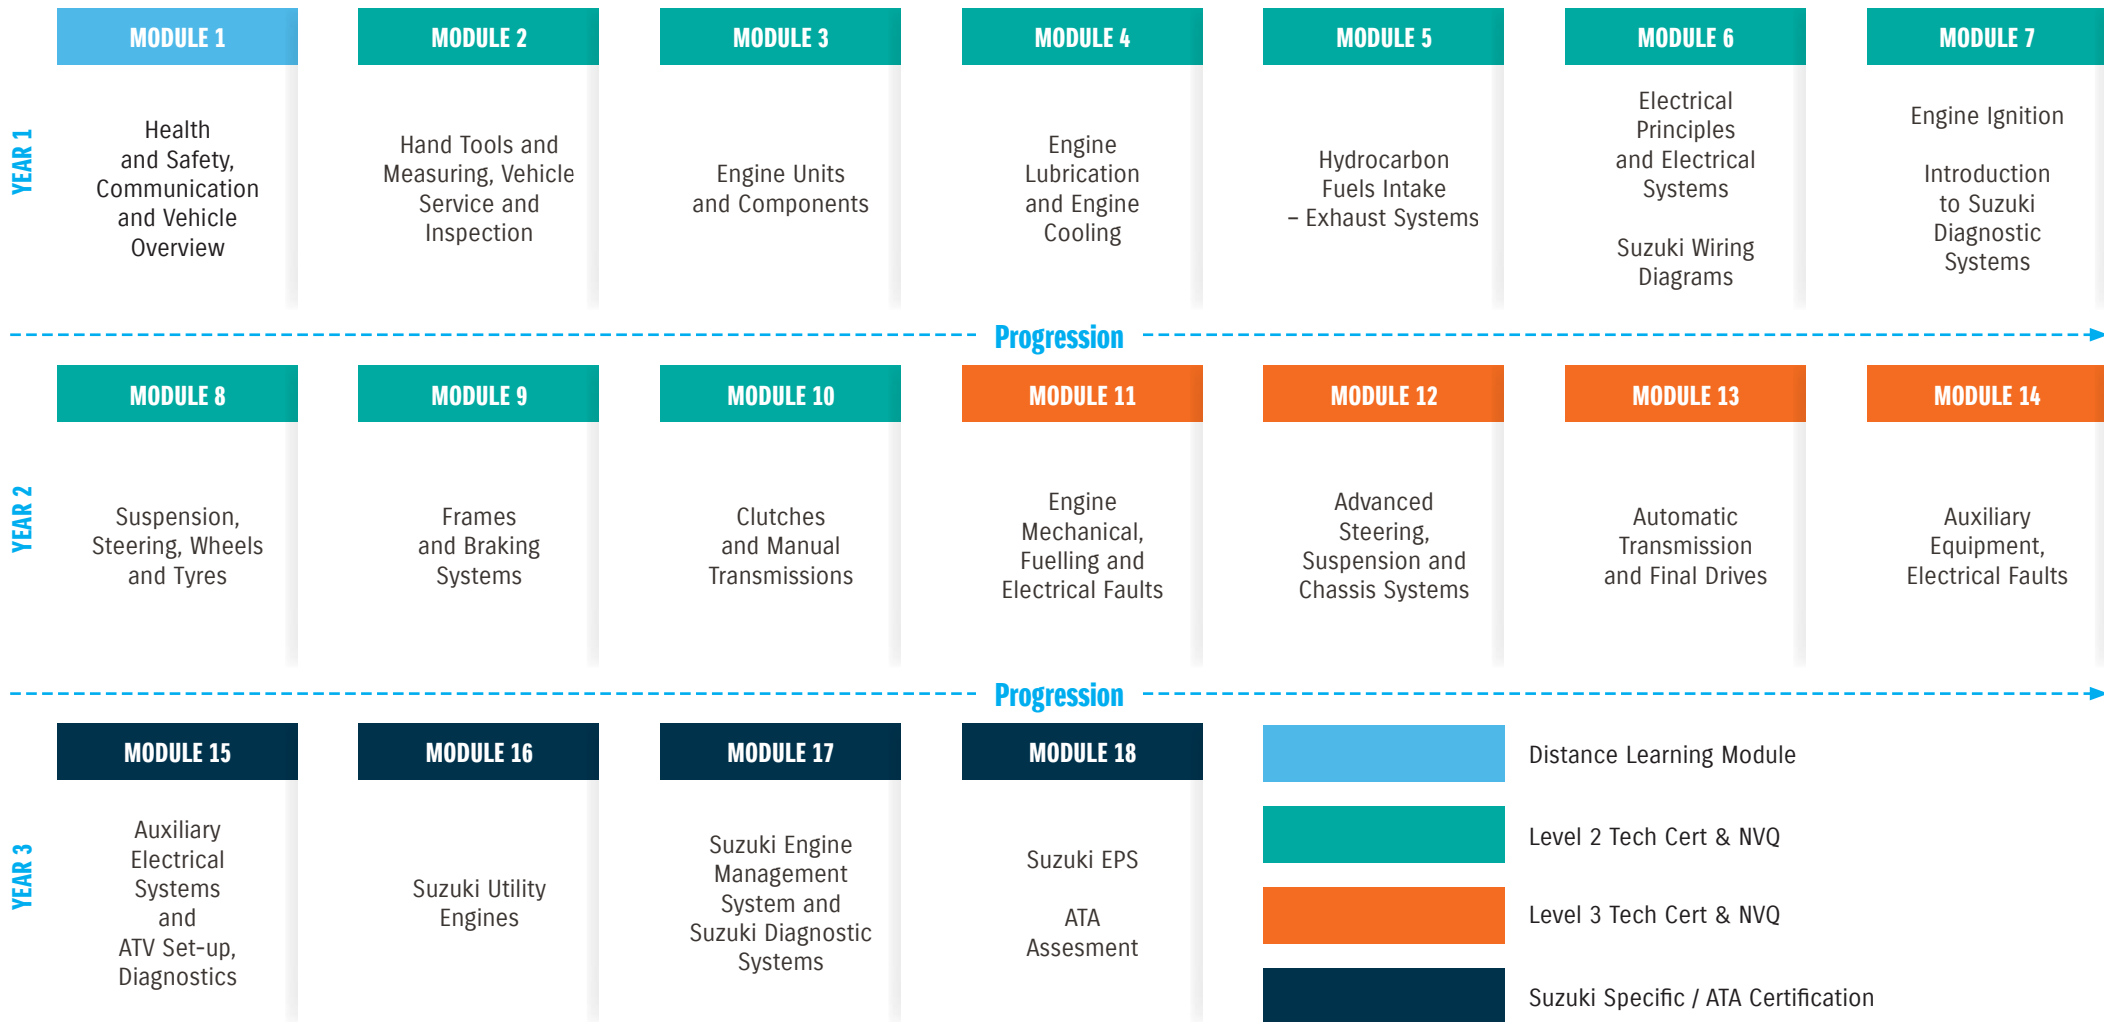 MODULE 1
MODULE 2
MODULE 3
MODULE 4
MODULE 5
MODULE 6
MODULE 7
YEAR 1
Health
and Safety,
Communication
and Vehicle
Overview
Hand Tools and
Measuring, Vehicle
Service and
Inspection
Engine Units
and Components
Engine
Lubrication
and Engine
Cooling
Hydrocarbon
Fuels Intake
– Exhaust Systems
Electrical
Principles
and Electrical
Systems
Suzuki Wiring
Diagrams
Engine Ignition
Introduction
to Suzuki
Diagnostic
Systems
Progression
MODULE 8
MODULE 9
MODULE 10
MODULE 11
MODULE 12
MODULE 13
MODULE 14
YEAR 2
Suspension,
Steering, Wheels
and Tyres
Frames
and Braking
Systems
Clutches
and Manual
Transmissions
Engine
Mechanical,
Fuelling and
Electrical Faults
Advanced
Steering,
Suspension and
Chassis Systems
Automatic
Transmission
and Final Drives
Auxiliary
Equipment,
Electrical Faults
Progression
MODULE 15
MODULE 16
MODULE 17
MODULE 18
YEAR 3
Auxiliary
Electrical
Systems
and
ATV Set-up,
Diagnostics
Suzuki Utility
Engines
Suzuki Engine
Management
System and
Suzuki Diagnostic
Systems
Suzuki EPS
ATA
Assesment
Distance Learning Module
Level 2 Tech Cert & NVQ
Level 3 Tech Cert & NVQ
Suzuki Specific / ATA Certification